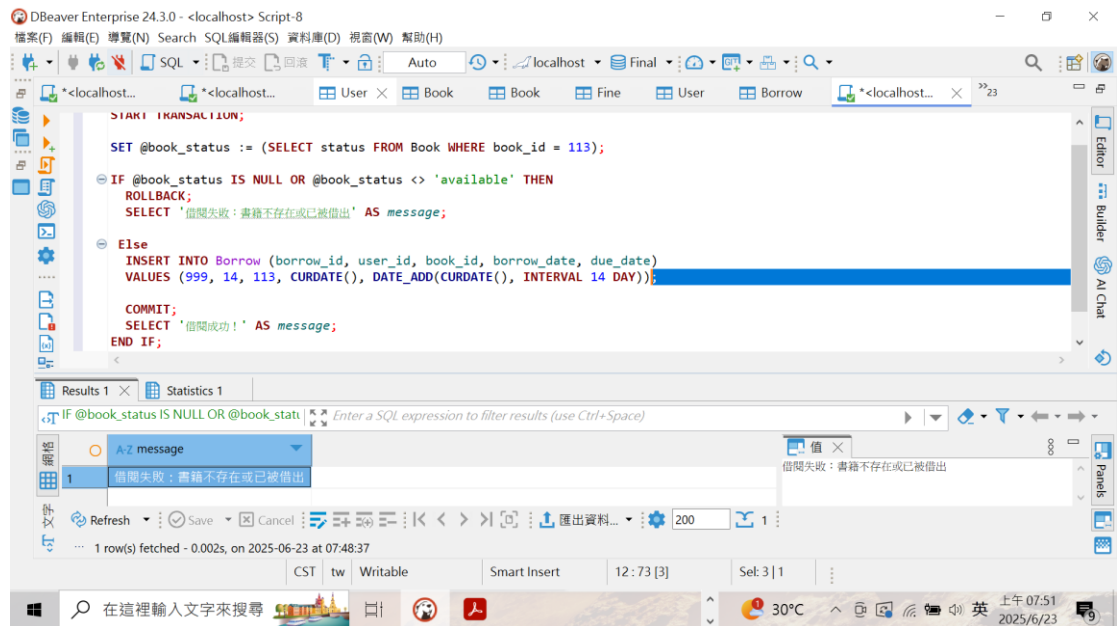 DBeaver Enterprise 24.3.0 - <localhost> Script-8
檔案(F) 編輯(E) 導覽(N) Search SQL編輯器(S) 資料庫(D) 視窗(W) 幫助(H)
SQL 提交 回滾 Auto localhost Final
*<localhost... *<localhost... User Book Book Fine User Borrow *<localhost... »23
START TRANSACTION;
SET @book_status := (SELECT status FROM Book WHERE book_id = 113);
IF @book_status IS NULL OR @book_status <> 'available' THEN
ROLLBACK;
SELECT '借閱失敗：書籍不存在或已被借出' AS message;
Else
INSERT INTO Borrow (borrow_id, user_id, book_id, borrow_date, due_date)
VALUES (999, 14, 113, CURDATE(), DATE_ADD(CURDATE(), INTERVAL 14 DAY));
COMMIT;
SELECT '借閱成功！' AS message;
END IF;
Editor
Builder
AI Chat
Results 1 Statistics 1
IF @book_status IS NULL OR @book_statu Enter a SQL expression to filter results (use Ctrl+Space)
網格
文字
A-Z message
1 借閱失敗：書籍不存在或已被借出
值
借閱失敗：書籍不存在或已被借出
Panels
Refresh Save Cancel 匯出資料... 200 1
1 row(s) fetched - 0.002s, on 2025-06-23 at 07:48:37
CST tw Writable Smart Insert 12 : 73 [3] Sel: 3 | 1
在這裡輸入文字來搜尋 30°C 英 上午 07:51
2025/6/23 9